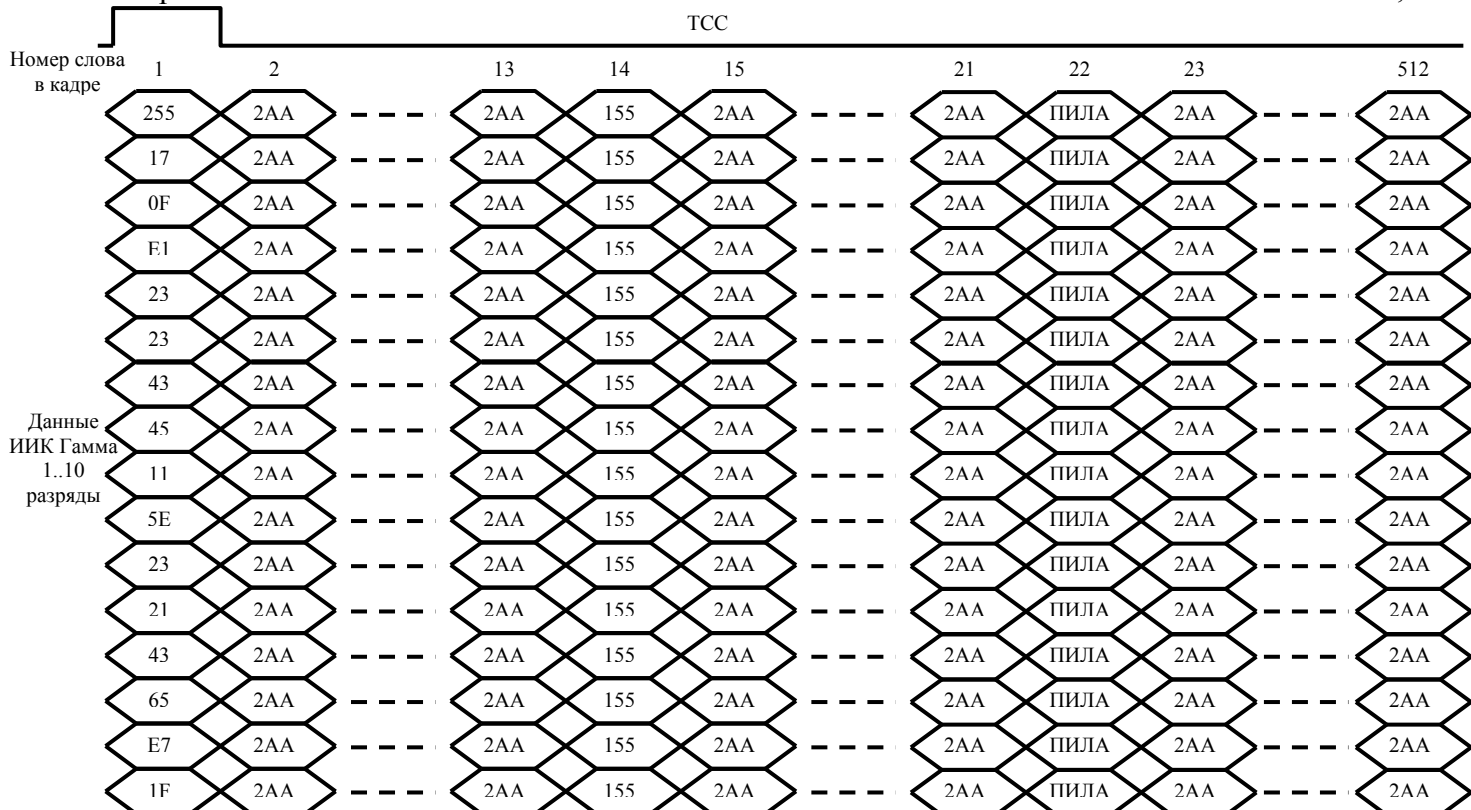 ТСС
Номер слова
в кадре
1 2 13 14 15 21 22 23 512
255 2AA 2AA 155 2AA 2AA ПИЛА 2AA 2AA
17 2AA 2AA 155 2AA 2AA ПИЛА 2AA 2AA
0F 2AA 2AA 155 2AA 2AA ПИЛА 2AA 2AA
E1 2AA 2AA 155 2AA 2AA ПИЛА 2AA 2AA
23 2AA 2AA 155 2AA 2AA ПИЛА 2AA 2AA
23 2AA 2AA 155 2AA 2AA ПИЛА 2AA 2AA
43 2AA 2AA 155 2AA 2AA ПИЛА 2AA 2AA
Данные
ИИК Гамма
1..10
разряды
45 2AA 2AA 155 2AA 2AA ПИЛА 2AA 2AA
11 2AA 2AA 155 2AA 2AA ПИЛА 2AA 2AA
5E 2AA 2AA 155 2AA 2AA ПИЛА 2AA 2AA
23 2AA 2AA 155 2AA 2AA ПИЛА 2AA 2AA
21 2AA 2AA 155 2AA 2AA ПИЛА 2AA 2AA
43 2AA 2AA 155 2AA 2AA ПИЛА 2AA 2AA
65 2AA 2AA 155 2AA 2AA ПИЛА 2AA 2AA
E7 2AA 2AA 155 2AA 2AA ПИЛА 2AA 2AA
1F 2AA 2AA 155 2AA 2AA ПИЛА 2AA 2AA